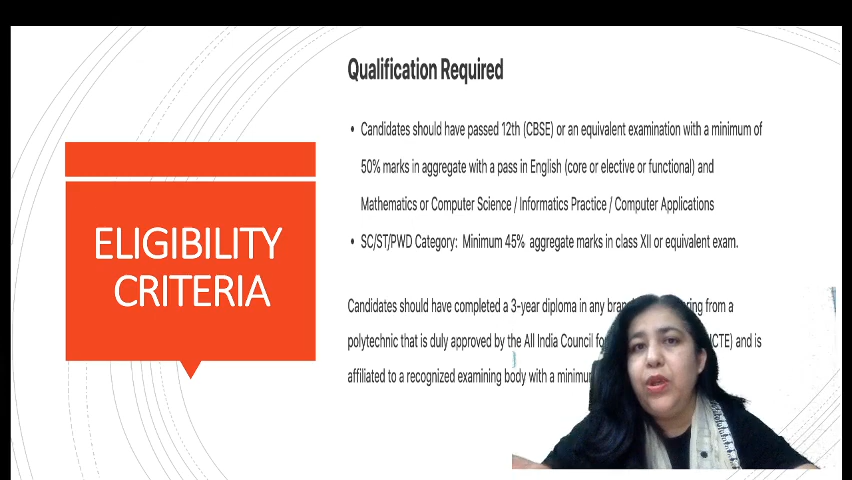 Qualification Required
• Candidates should have passed 12th (CBSE) or an equivalent examination with a minimum of
50% marks in aggregate with a pass in English (core or elective or functional) and
Mathematics or Computer Science / Informatics Practice / Computer Applications
• SC/ST/PWD Category: Minimum 45% aggregate marks in class XII or equivalent exam.
ELIGIBILITY
CRITERIA
Candidates should have completed a 3-year diploma in any from a
polytechnic that is duly approved by the All India Council and is
affiliated to a recognized examining body with a